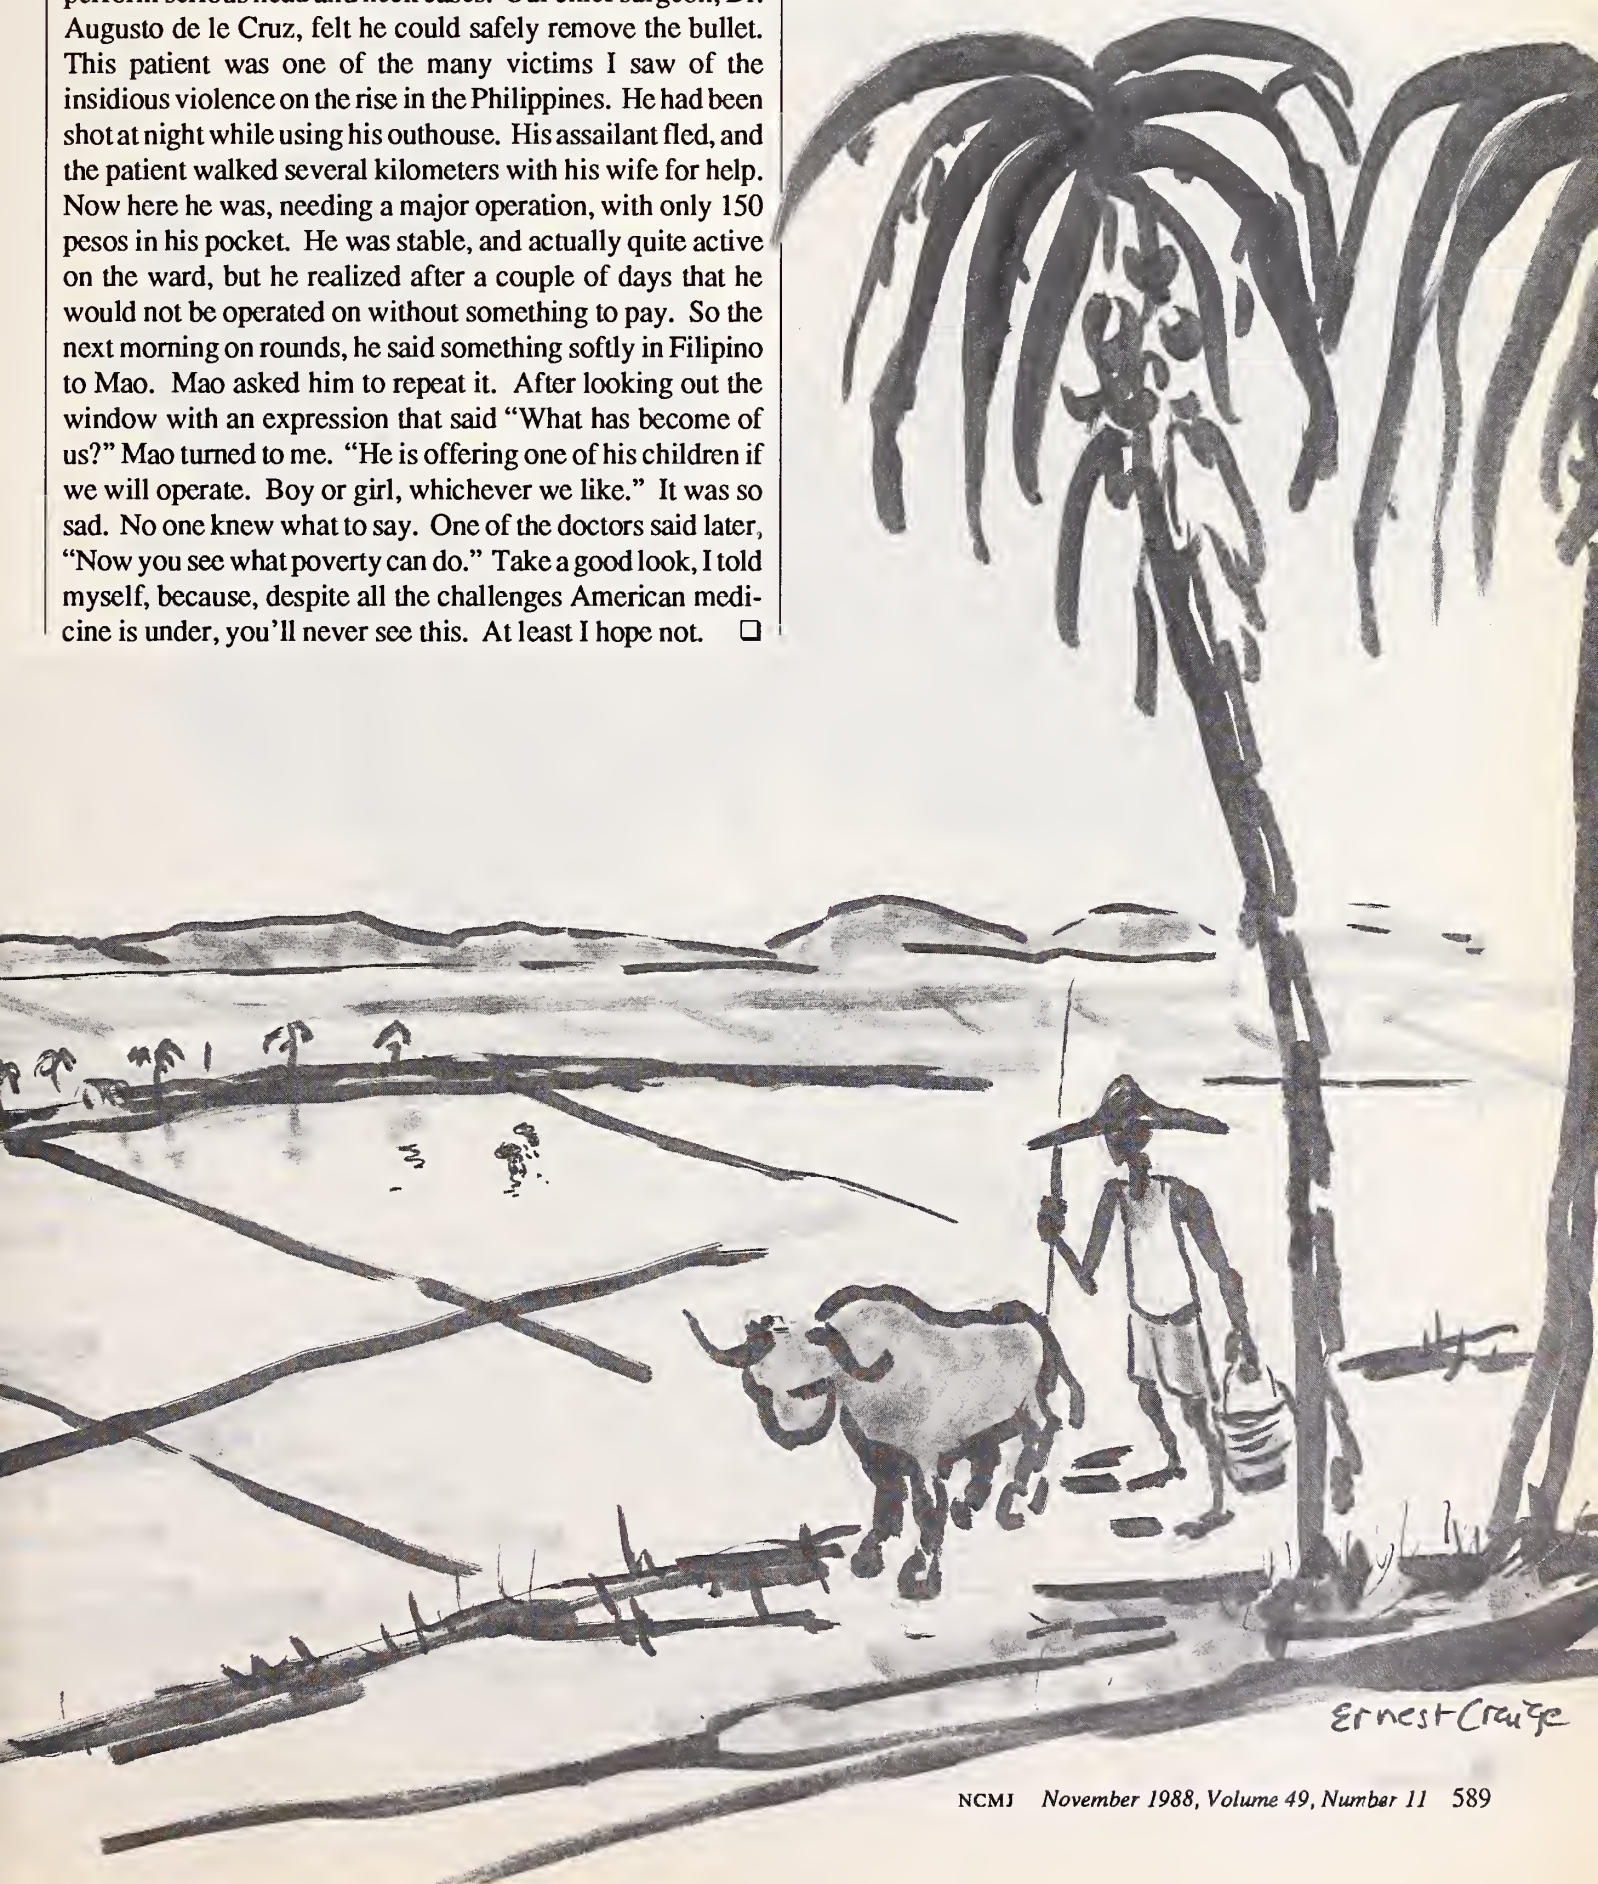 Augusto de le Cruz, felt he could safely remove the bullet.
This patient was one of the many victims I saw of the
insidious violence on the rise in the Philippines. He had been
shot at night while using his outhouse. His assailant fled, and
the patient walked several kilometers with his wife for help.
Now here he was, needing a major operation, with only 150
pesos in his pocket. He was stable, and actually quite active
on the ward, but he realized after a couple of days that he
would not be operated on without something to pay. So the
next morning on rounds, he said something softly in Filipino
to Mao. Mao asked him to repeat it. After looking out the
window with an expression that said “What has become of
us?” Mao turned to me. “He is offering one of his children if
we will operate. Boy or girl, whichever we like.” It was so
sad. No one knew what to say. One of the doctors said later,
“Now you see what poverty can do.” Take a good look, I told
myself, because, despite all the challenges American medi-
cine is under, you’ll never see this. At least I hope not. ❏
Ernest Craige
NCMJ November 1988, Volume 49, Number 11 589